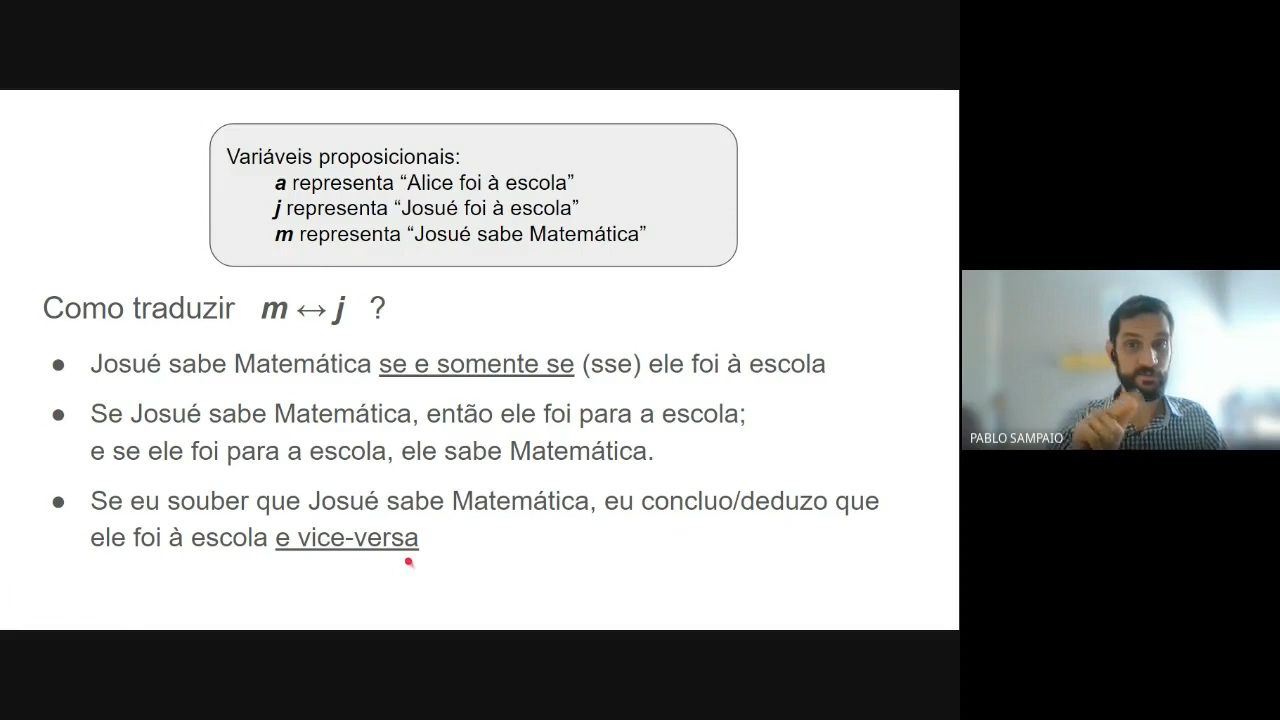 Variáveis proposicionais:
a representa “Alice foi à escola”
j representa “Josué foi à escola”
m representa “Josué sabe Matemática”
Como traduzir m ↔ j ?
● Josué sabe Matemática se e somente se (sse) ele foi à escola
● Se Josué sabe Matemática, então ele foi para a escola;
e se ele foi para a escola, ele sabe Matemática.
● Se eu souber que Josué sabe Matemática, eu concluo/deduzo que
ele foi à escola e vice-versa
PABLO SAMPAIO